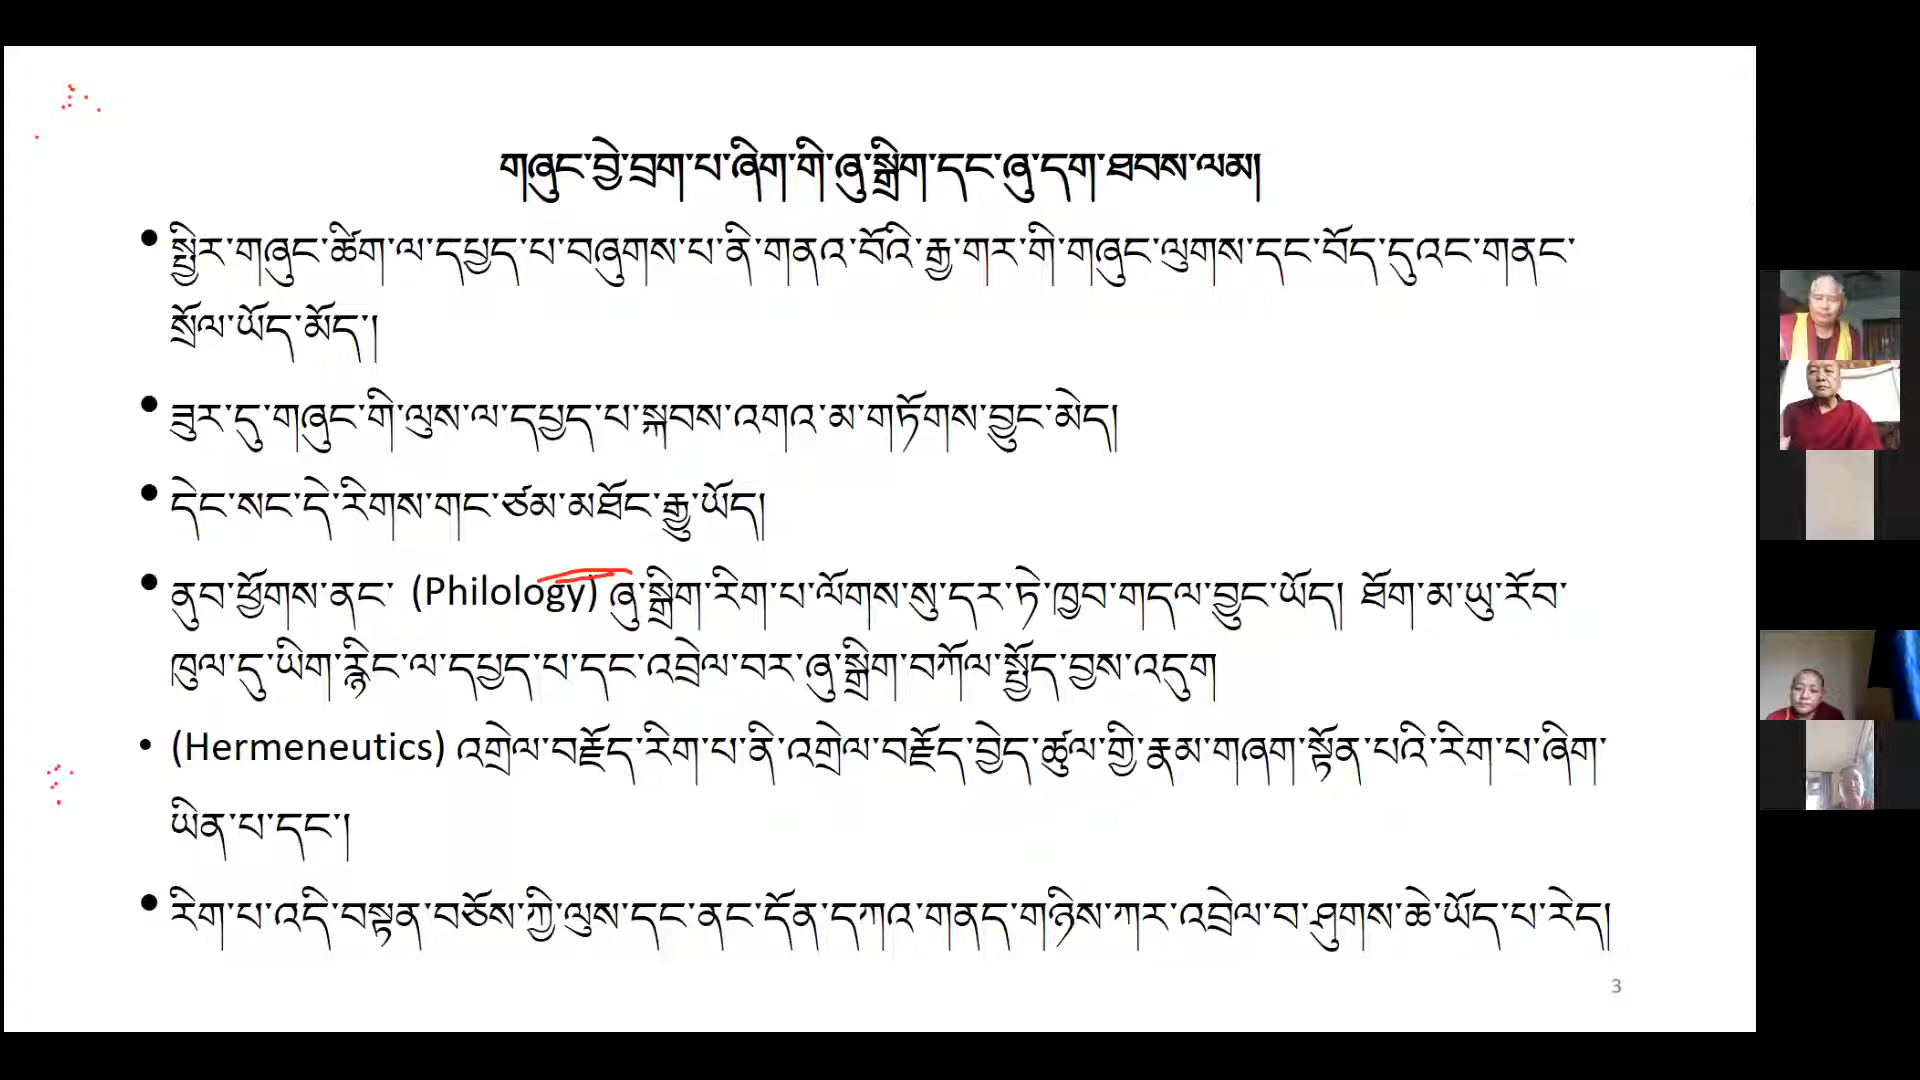 གཞུང་བྱེ་བྲག་པ་ཞིག་གི་ཞུ་སྒྲིག་དང་ཞུ་དག་ཐབས་ལམ།
• སྤྱིར་གཞུང་ཚིག་ལ་དཔྱད་པ་བཞུགས་པ་ནི་གནའ་བོའི་རྒྱ་གར་གི་གཞུང་ལུགས་དང་བོད་དུའང་གནང་
སྲོལ་ཡོད་མོད་།
• ཟུར་དུ་གཞུང་གི་ལུས་ལ་དཔྱད་པ་སྐབས་འགའ་མ་གཏོགས་བྱུང་མེད།
• དེང་སང་དེ་རིགས་གང་ཙམ་མཐོང་རྒྱུ་ཡོད།
• ནུབ་ཕྱོགས་ནང་ (Philology) ཞུ་སྒྲིག་རིག་པ་ལོགས་སུ་དར་ཏེ་ཁྱབ་གདལ་བྱུང་ཡོད། ཐོག་མ་ཡུ་རོབ་
ཁུལ་དུ་ཡིག་རྙིང་ལ་དཔྱད་པ་དང་འབྲེལ་བར་ཞུ་སྒྲིག་བཀོལ་སྤྱོད་བྱས་འདུག
• (Hermeneutics) འགྲེལ་བརྗོད་རིག་པ་ནི་འགྲེལ་བརྗོད་བྱེད་ཚུལ་གྱི་རྣམ་གཞག་སྟོན་པའི་རིག་པ་ཞིག་
ཡིན་པ་དང་།
• རིག་པ་འདི་བསྟན་བཅོས་ཀྱི་ལུས་དང་ནང་དོན་དཀའ་གནད་གཉིས་ཀར་འབྲེལ་བ་ཤུགས་ཆེ་ཡོད་པ་རེད།
3